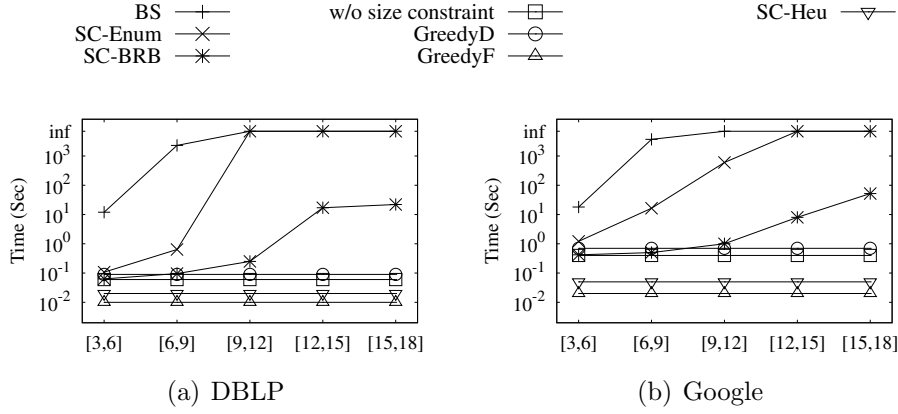 BS w/o size constraint SC-Heu
SC-Enum GreedyD
SC-BRB GreedyF
Time (Sec)
inf
10^3
10^2
10^1
10^0
10^-1
10^-2
[3,6] [6,9] [9,12] [12,15] [15,18]
(a) DBLP
Time (Sec)
inf
10^3
10^2
10^1
10^0
10^-1
10^-2
[3,6] [6,9] [9,12] [12,15] [15,18]
(b) Google